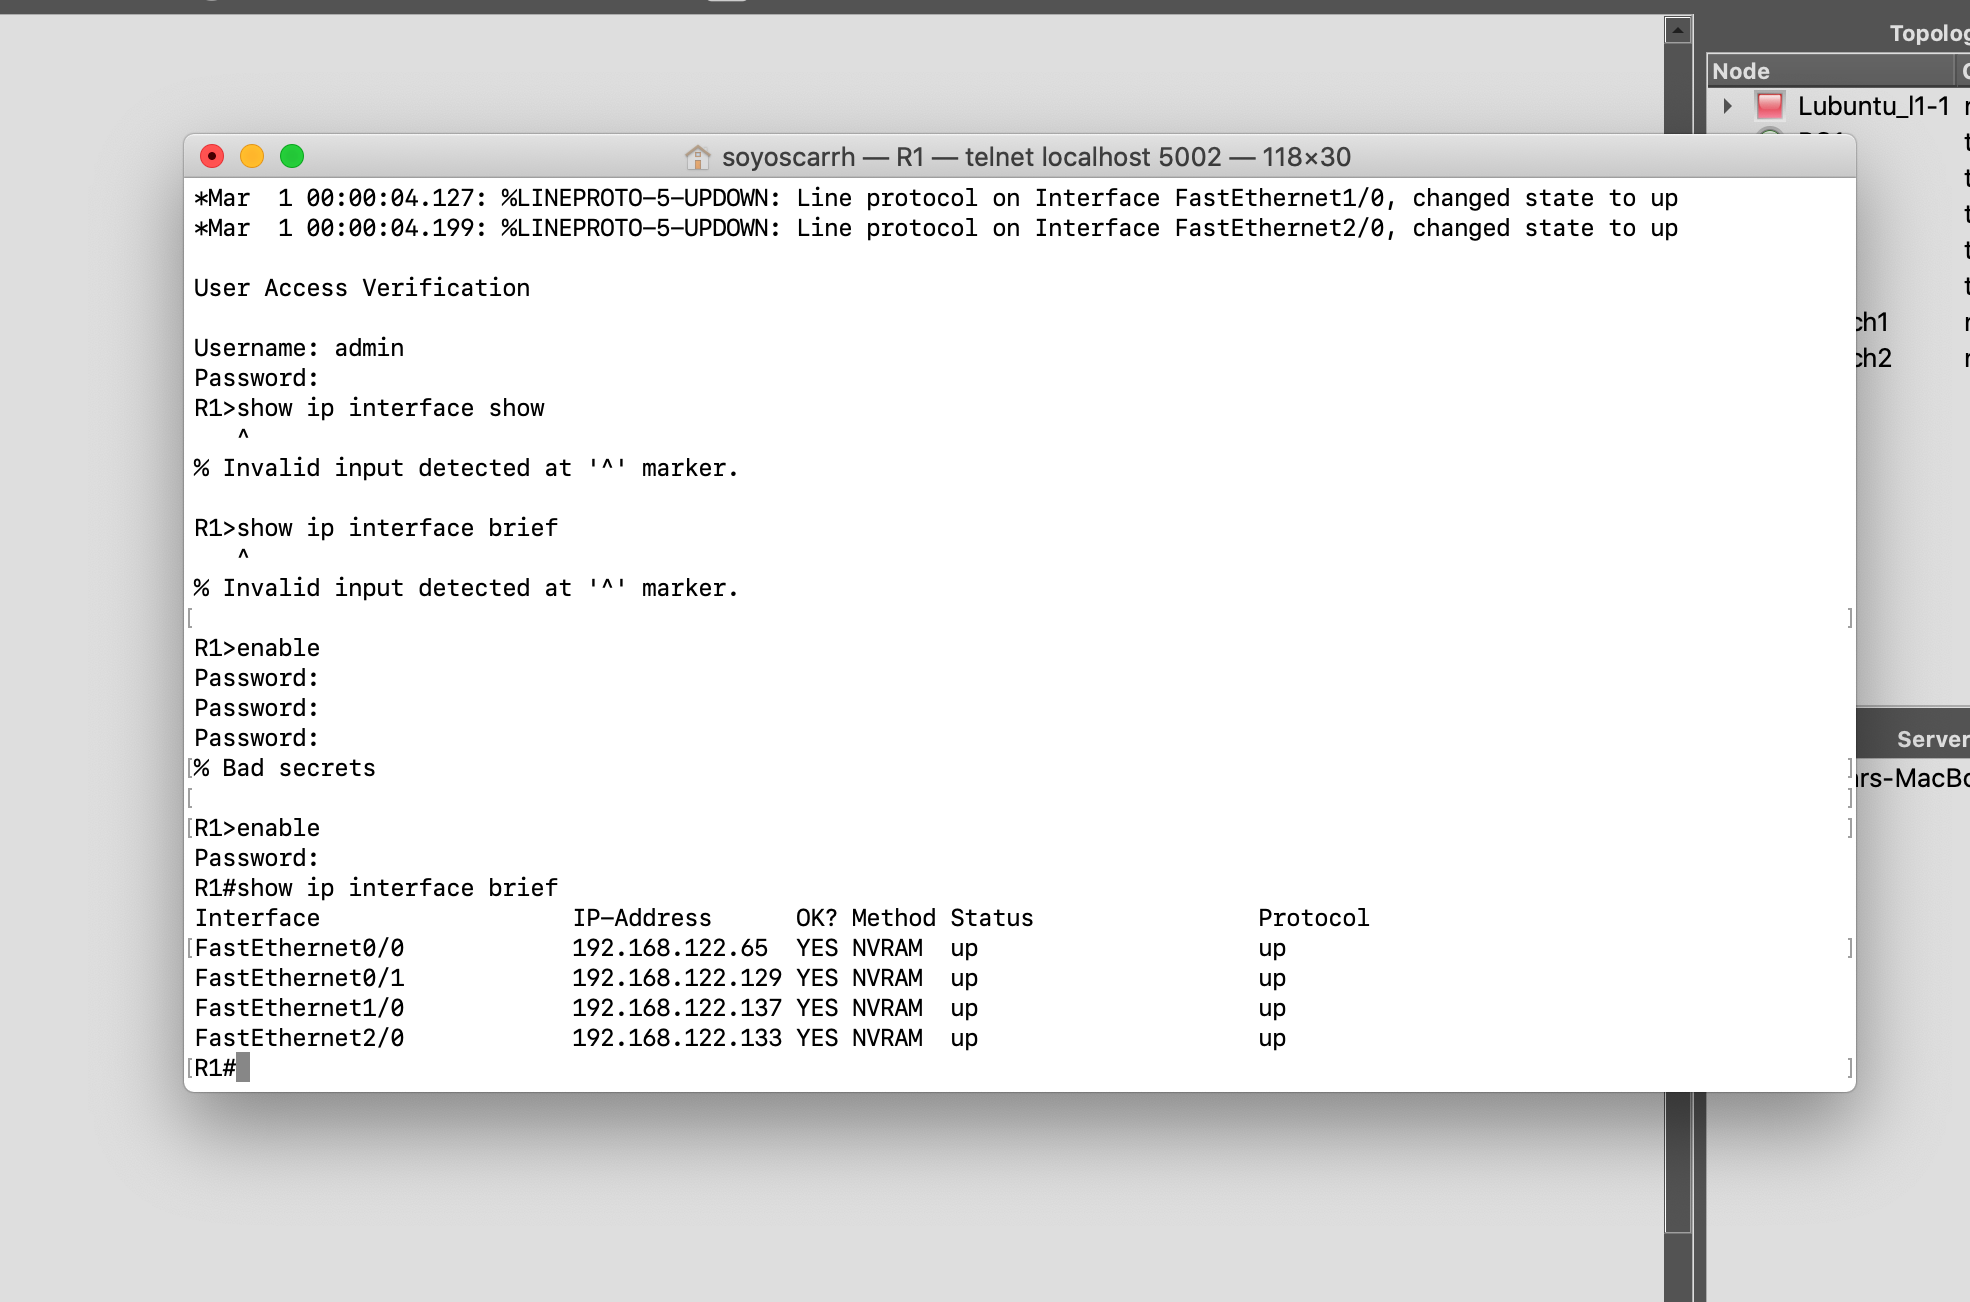 Topolog
Node
Lubuntu_l1-1
soyoscarrh — R1 — telnet localhost 5002 — 118×30
*Mar  1 00:00:04.127: %LINEPROTO-5-UPDOWN: Line protocol on Interface FastEthernet1/0, changed state to up
*Mar  1 00:00:04.199: %LINEPROTO-5-UPDOWN: Line protocol on Interface FastEthernet2/0, changed state to up
User Access Verification
Username: admin
Password:
R1>show ip interface show
^
% Invalid input detected at '^' marker.
R1>show ip interface brief
^
% Invalid input detected at '^' marker.
R1>enable
Password:
Password:
Password:
% Bad secrets
R1>enable
Password:
R1#show ip interface brief
Interface                  IP-Address      OK? Method Status                Protocol
FastEthernet0/0            192.168.122.65  YES NVRAM  up                    up
FastEthernet0/1            192.168.122.129 YES NVRAM  up                    up
FastEthernet1/0            192.168.122.137 YES NVRAM  up                    up
FastEthernet2/0            192.168.122.133 YES NVRAM  up                    up
R1#
ch1
ch2
Server
ars-MacBo